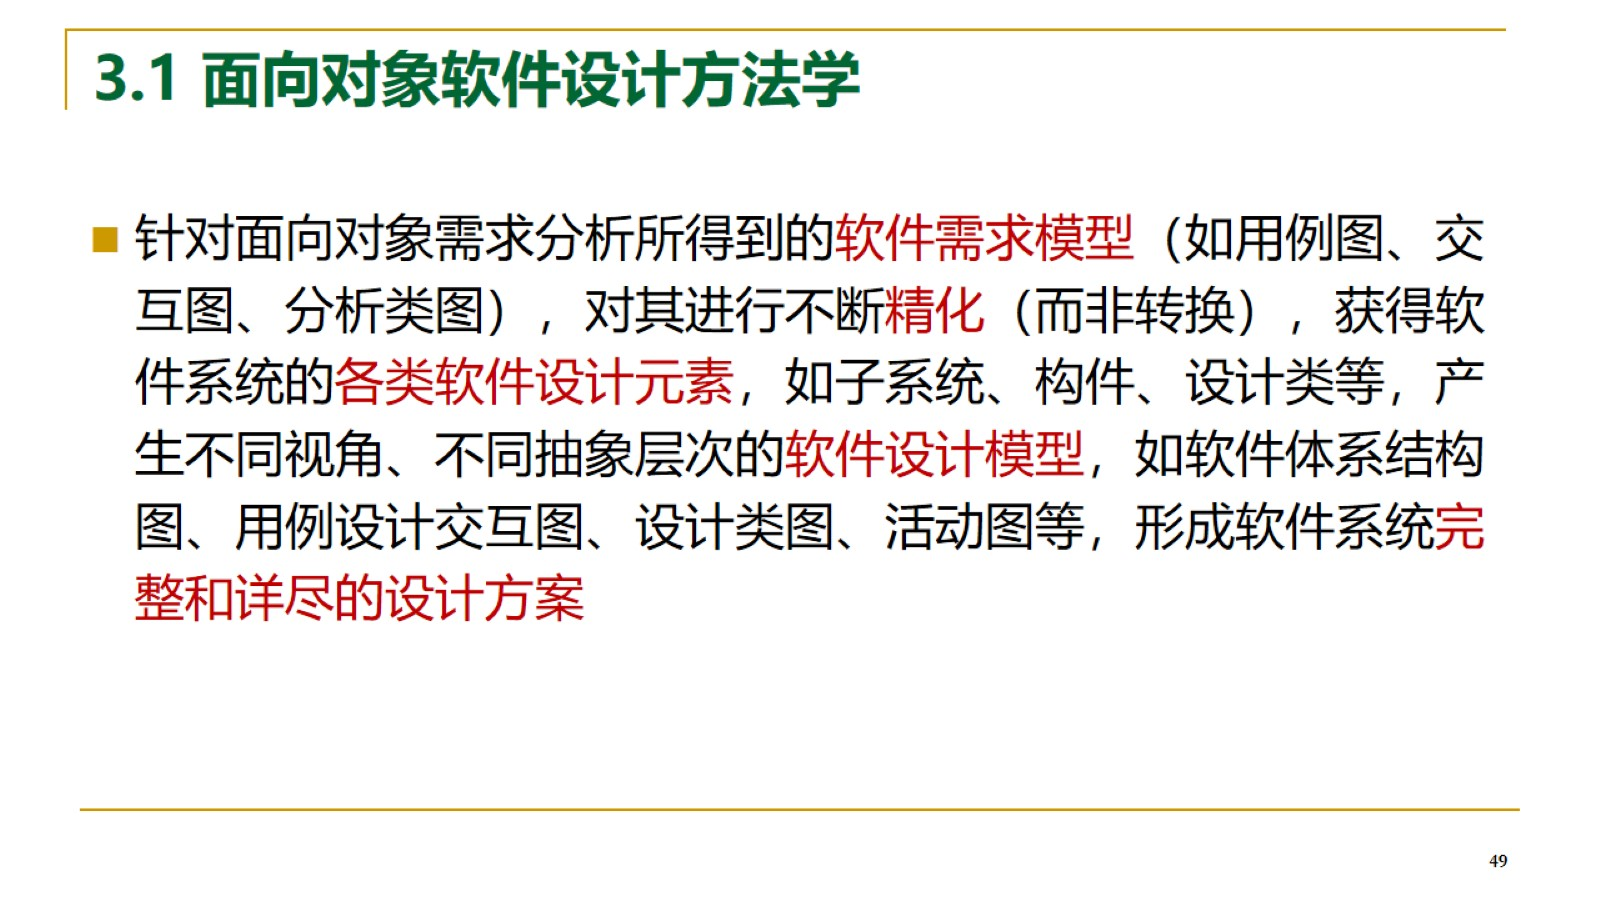 3.1 面向对象软件设计方法学
针对面向对象需求分析所得到的软件需求模型（如用例图、交
互图、分析类图），对其进行不断精化（而非转换），获得软
件系统的各类软件设计元素，如子系统、构件、设计类等，产
生不同视角、不同抽象层次的软件设计模型，如软件体系结构
图、用例设计交互图、设计类图、活动图等，形成软件系统完
整和详尽的设计方案
49